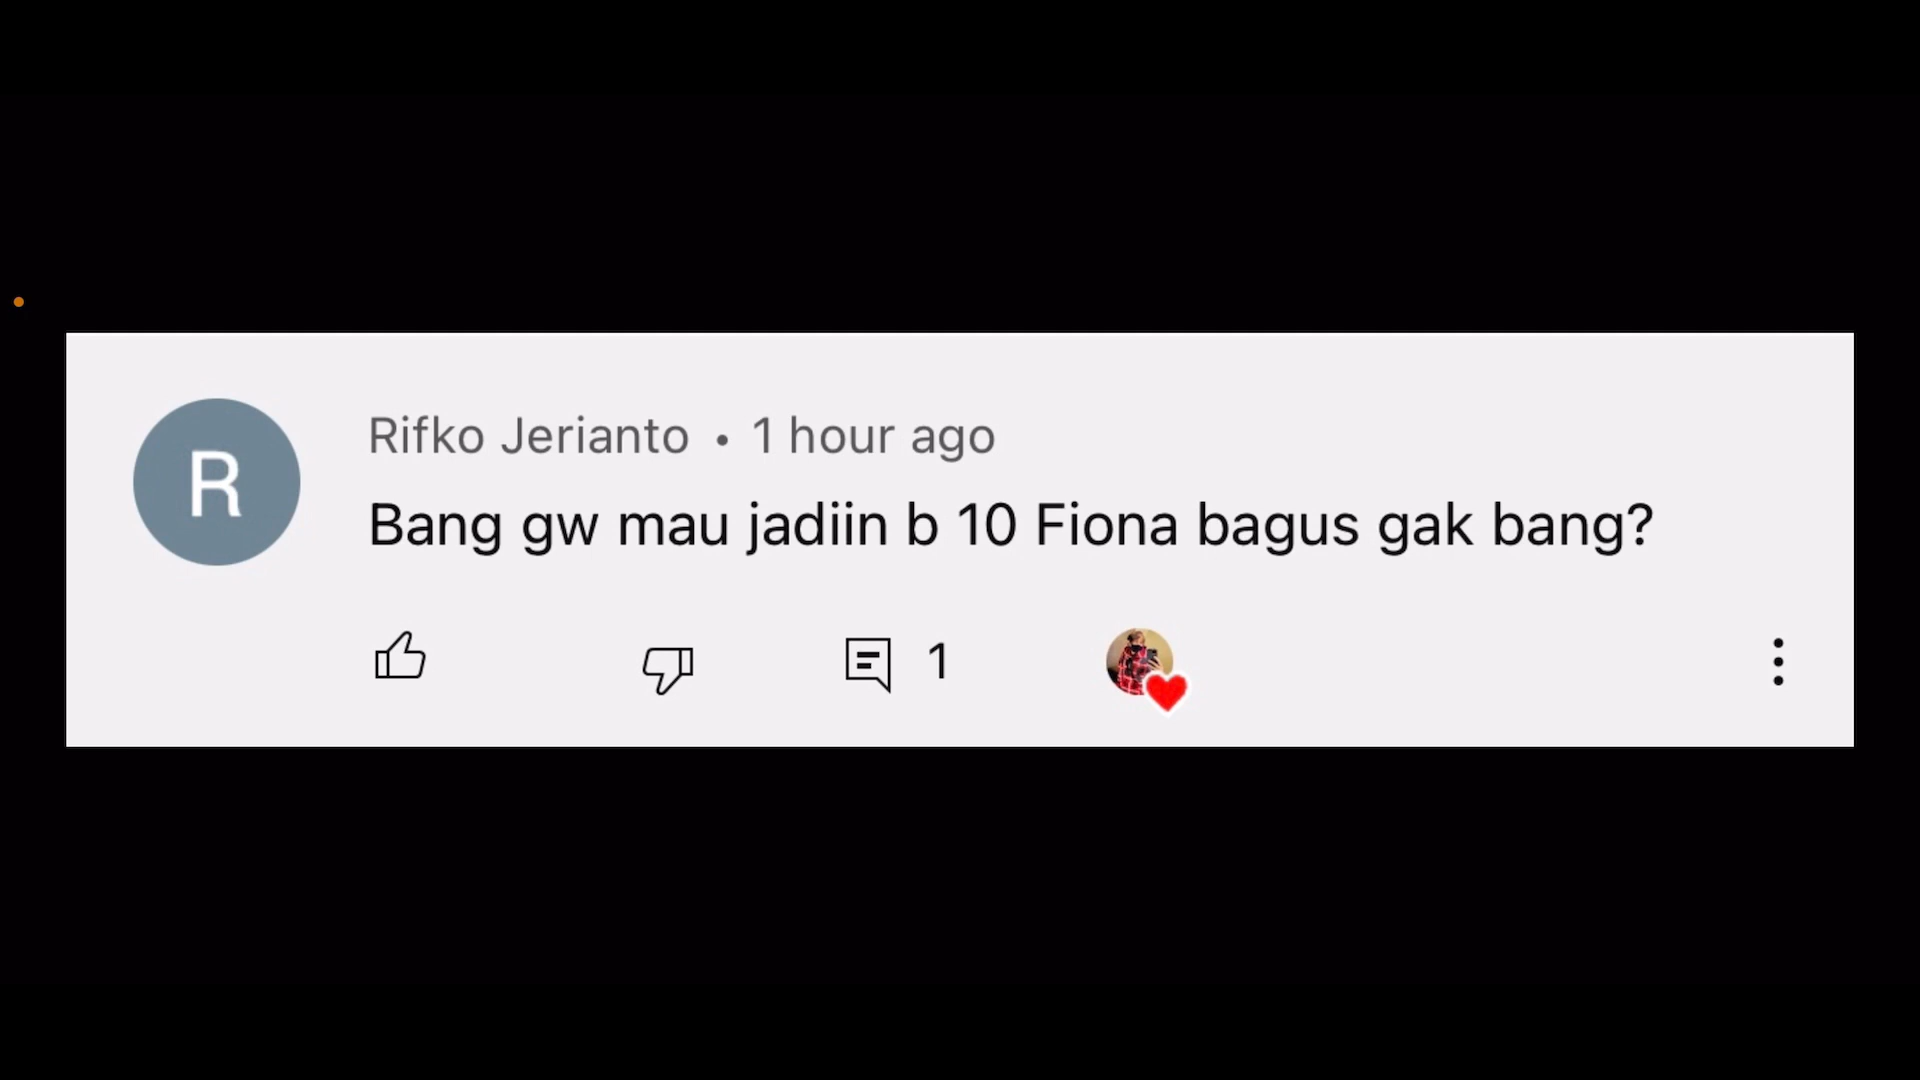 R
Rifko Jerianto • 1 hour ago
Bang gw mau jadiin b 10 Fiona bagus gak bang?
1